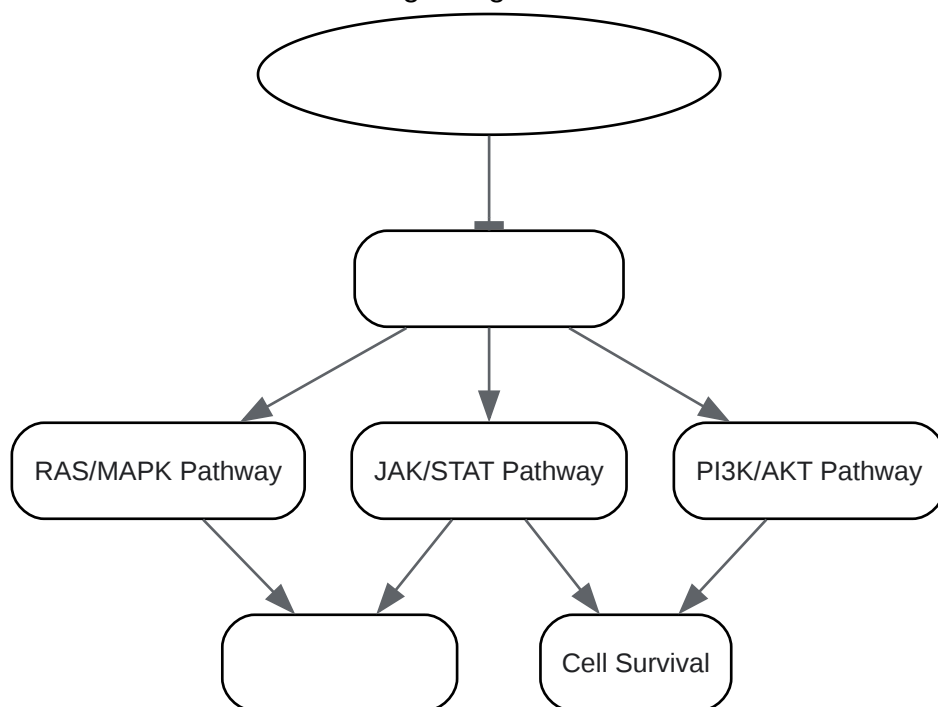 RAS/MAPK Pathway
JAK/STAT Pathway
PI3K/AKT Pathway
Cell Survival